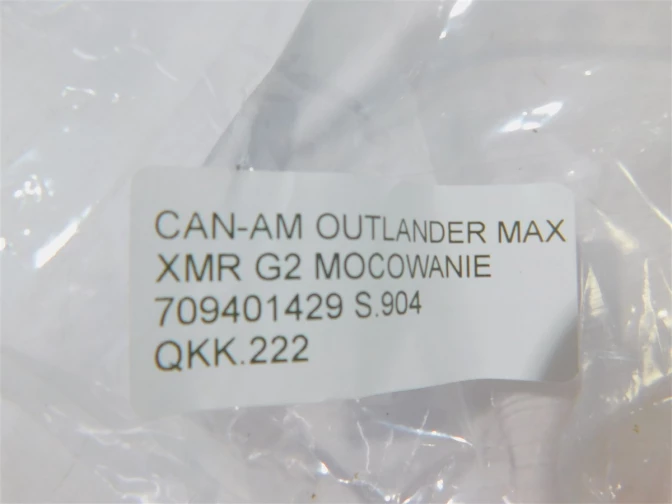 CAN-AM OUTLANDER MAX
XMR G2 MOCOWANIE
709401429 S.904
QKK.222